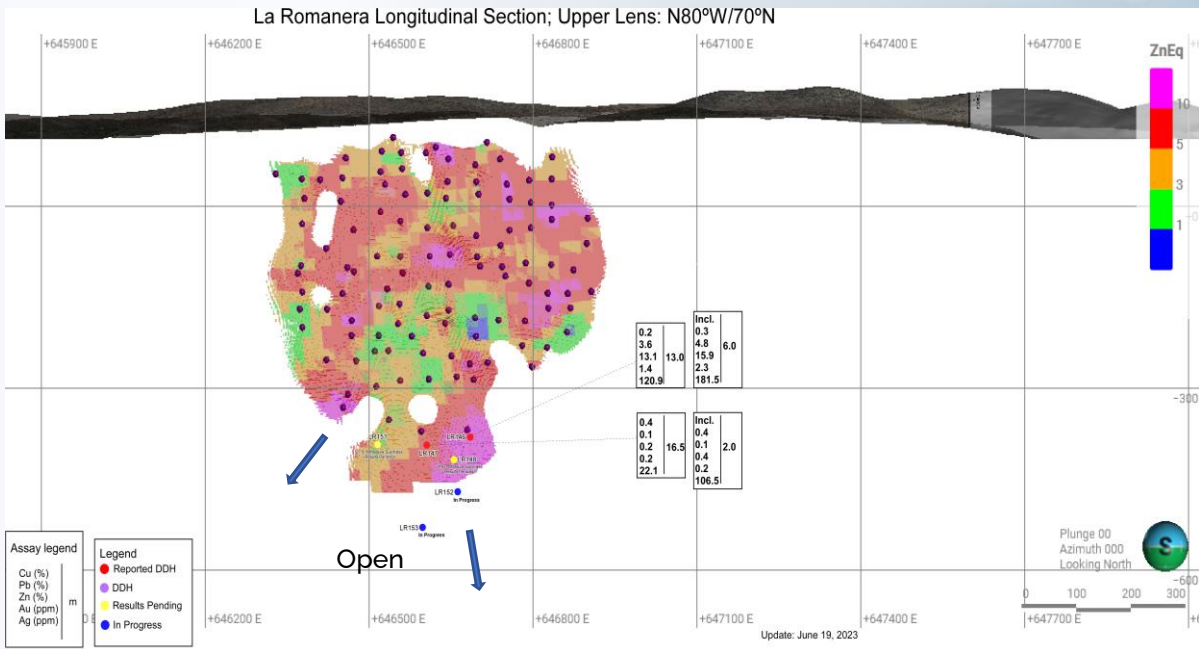 La Romanera Longitudinal Section; Upper Lens: N80ºW/70ºN
+645900 E
+646200 E
+646500 E
+646800 E
+647100 E
+647400 E
+647700 E
ZnEq
10
5
3
1
0.2
3.6
13.1
1.4
120.9
13.0
Incl.
0.3
4.8
15.9
2.3
181.5
6.0
-300
0.4
0.1
0.2
0.2
22.1
16.5
Incl.
0.4
0.1
0.4
0.2
106.5
2.0
LR151
LR146
LR147
LR148
LR152
In Progress
LR153
In Progress
Open
Assay legend
Cu (%)
Pb (%)
Zn (%)
Au (ppm)
Ag (ppm)
m
Legend
Reported DDH
DDH
Results Pending
In Progress
Plunge 00
Azimuth 000
Looking North
S
-600
0 100 200 300
+646200 E
+646500 E
+646800 E
+647100 E
+647400 E
+647700 E
Update: June 19, 2023